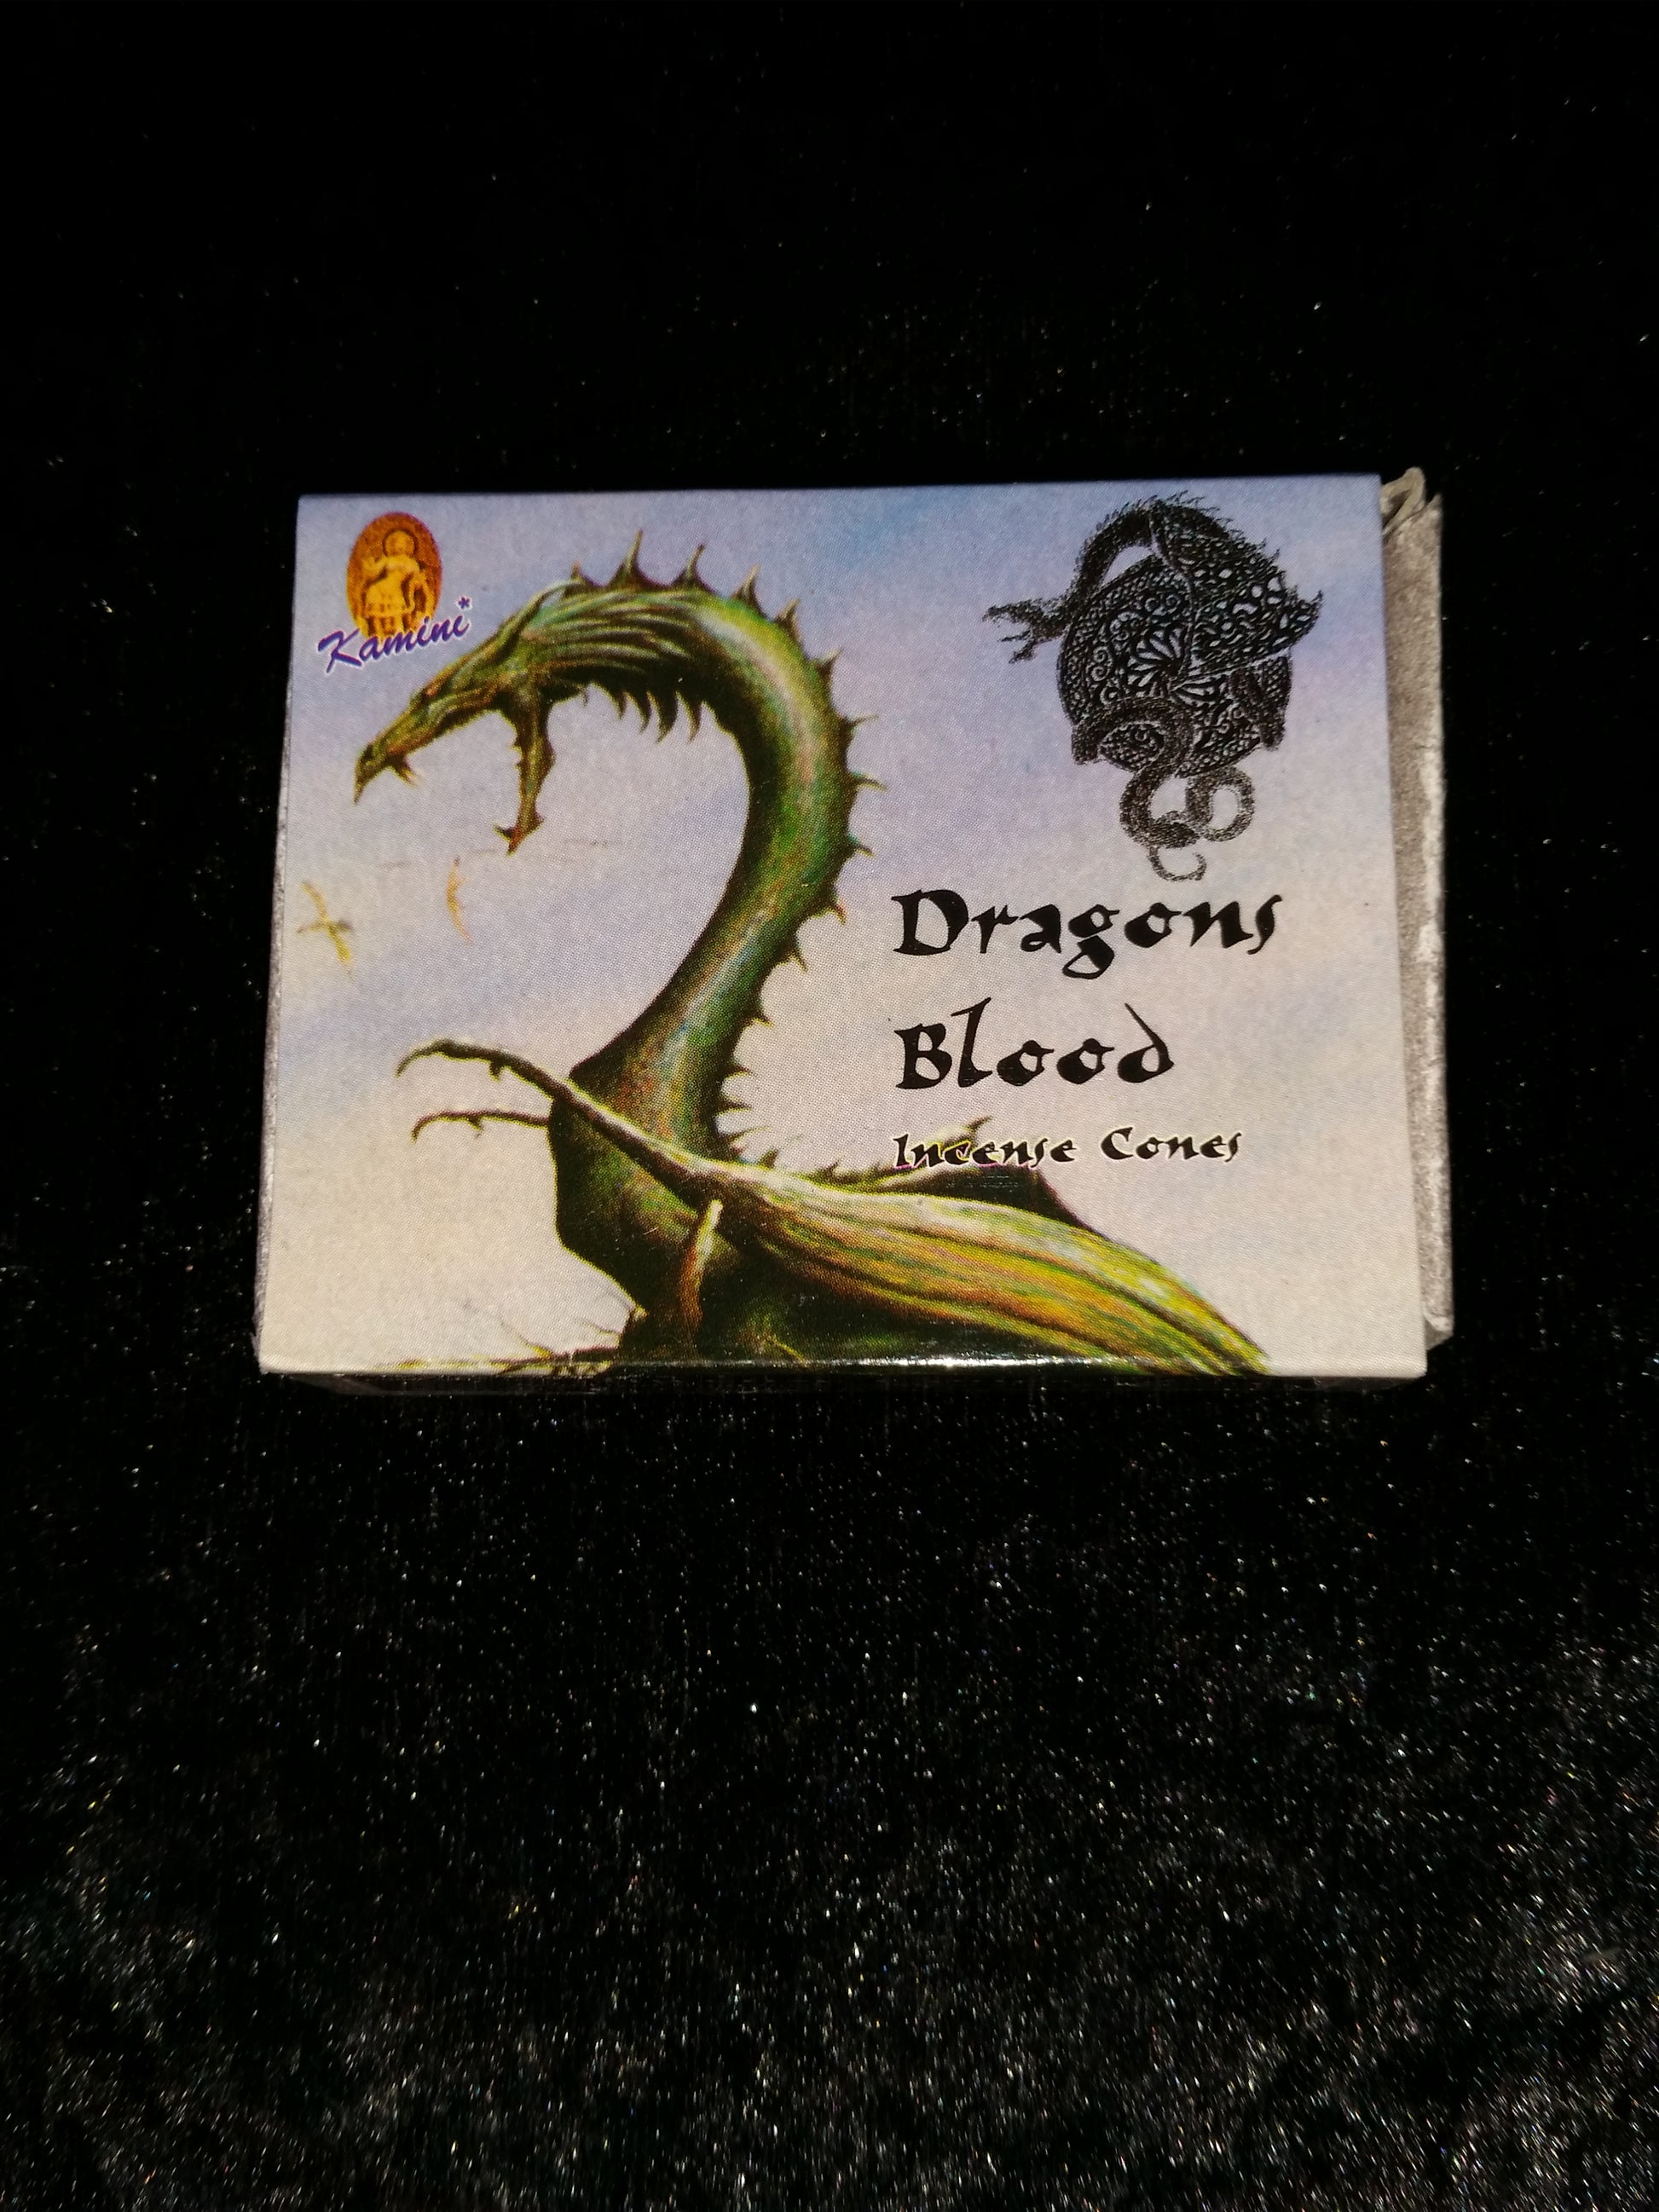 Kamini*
Dragons
Blood
Incense Cones